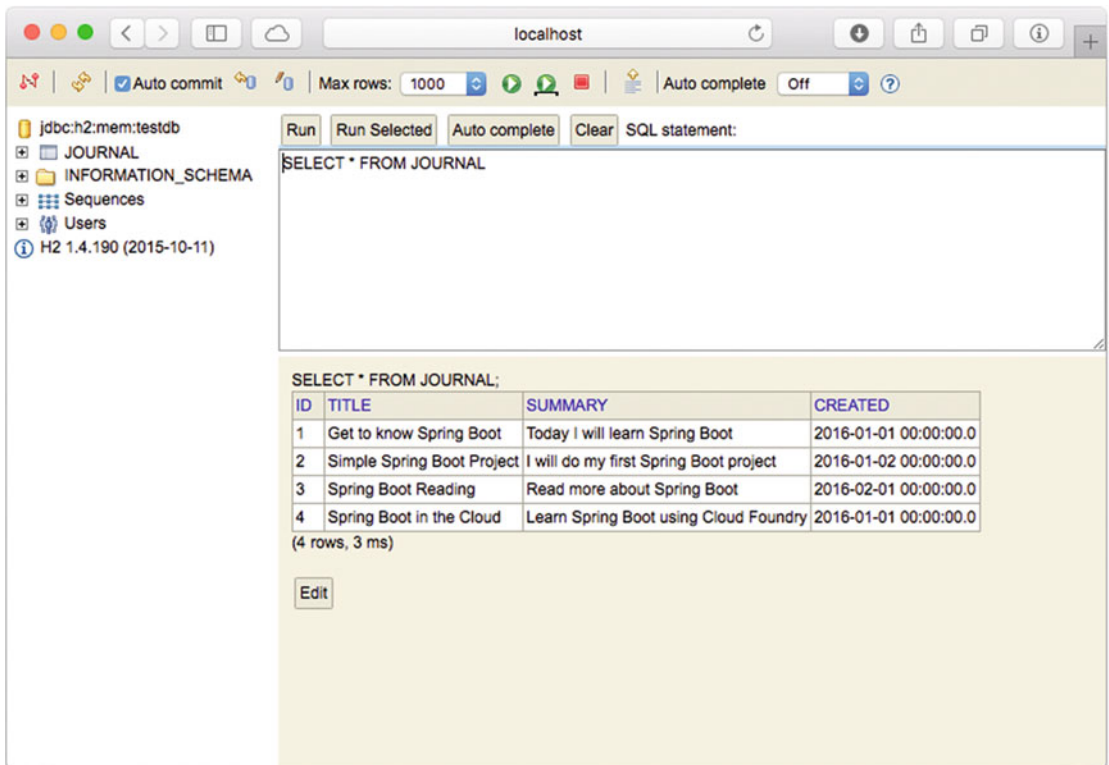 localhost
Auto commit Max rows: 1000 Auto complete Off
jdbc:h2:mem:testdb
JOURNAL
INFORMATION_SCHEMA
Sequences
Users
H2 1.4.190 (2015-10-11)
Run Run Selected Auto complete Clear SQL statement:
SELECT * FROM JOURNAL
SELECT * FROM JOURNAL;
ID TITLE SUMMARY CREATED
1 Get to know Spring Boot Today I will learn Spring Boot 2016-01-01 00:00:00.0
2 Simple Spring Boot Project I will do my first Spring Boot project 2016-01-02 00:00:00.0
3 Spring Boot Reading Read more about Spring Boot 2016-02-01 00:00:00.0
4 Spring Boot in the Cloud Learn Spring Boot using Cloud Foundry 2016-01-01 00:00:00.0
(4 rows, 3 ms)
Edit